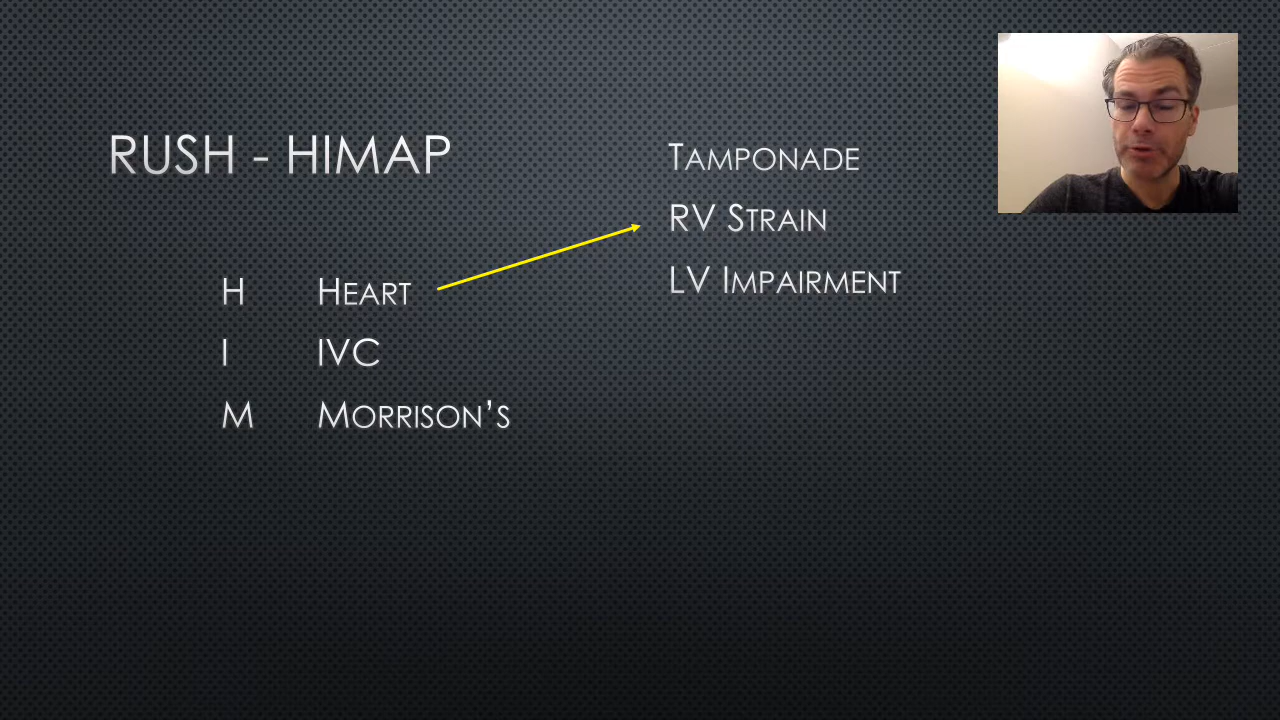 RUSH - HIMAP
H Heart
I IVC
M Morrison's
Tamponade
RV Strain
LV Impairment